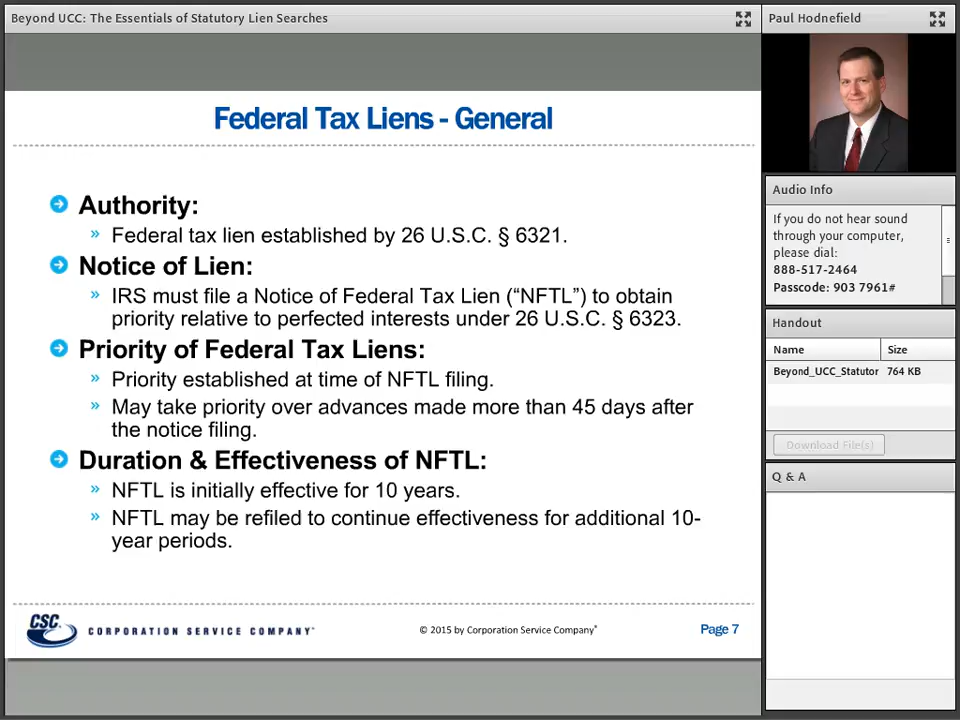 Beyond UCC: The Essentials of Statutory Lien Searches
Federal Tax Liens - General
Authority:
» Federal tax lien established by 26 U.S.C. § 6321.
Notice of Lien:
» IRS must file a Notice of Federal Tax Lien (“NFTL”) to obtain
priority relative to perfected interests under 26 U.S.C. § 6323.
Priority of Federal Tax Liens:
» Priority established at time of NFTL filing.
» May take priority over advances made more than 45 days after
the notice filing.
Duration & Effectiveness of NFTL:
» NFTL is initially effective for 10 years.
» NFTL may be refiled to continue effectiveness for additional 10-
year periods.
CSC. CORPORATION SERVICE COMPANY®
© 2015 by Corporation Service Company®
Page 7
Paul Hodnefield
Audio Info
If you do not hear sound
through your computer,
please dial:
888-517-2464
Passcode: 903 7961#
Handout
Name Size
Beyond_UCC_Statutor 764 KB
Download File(s)
Q & A